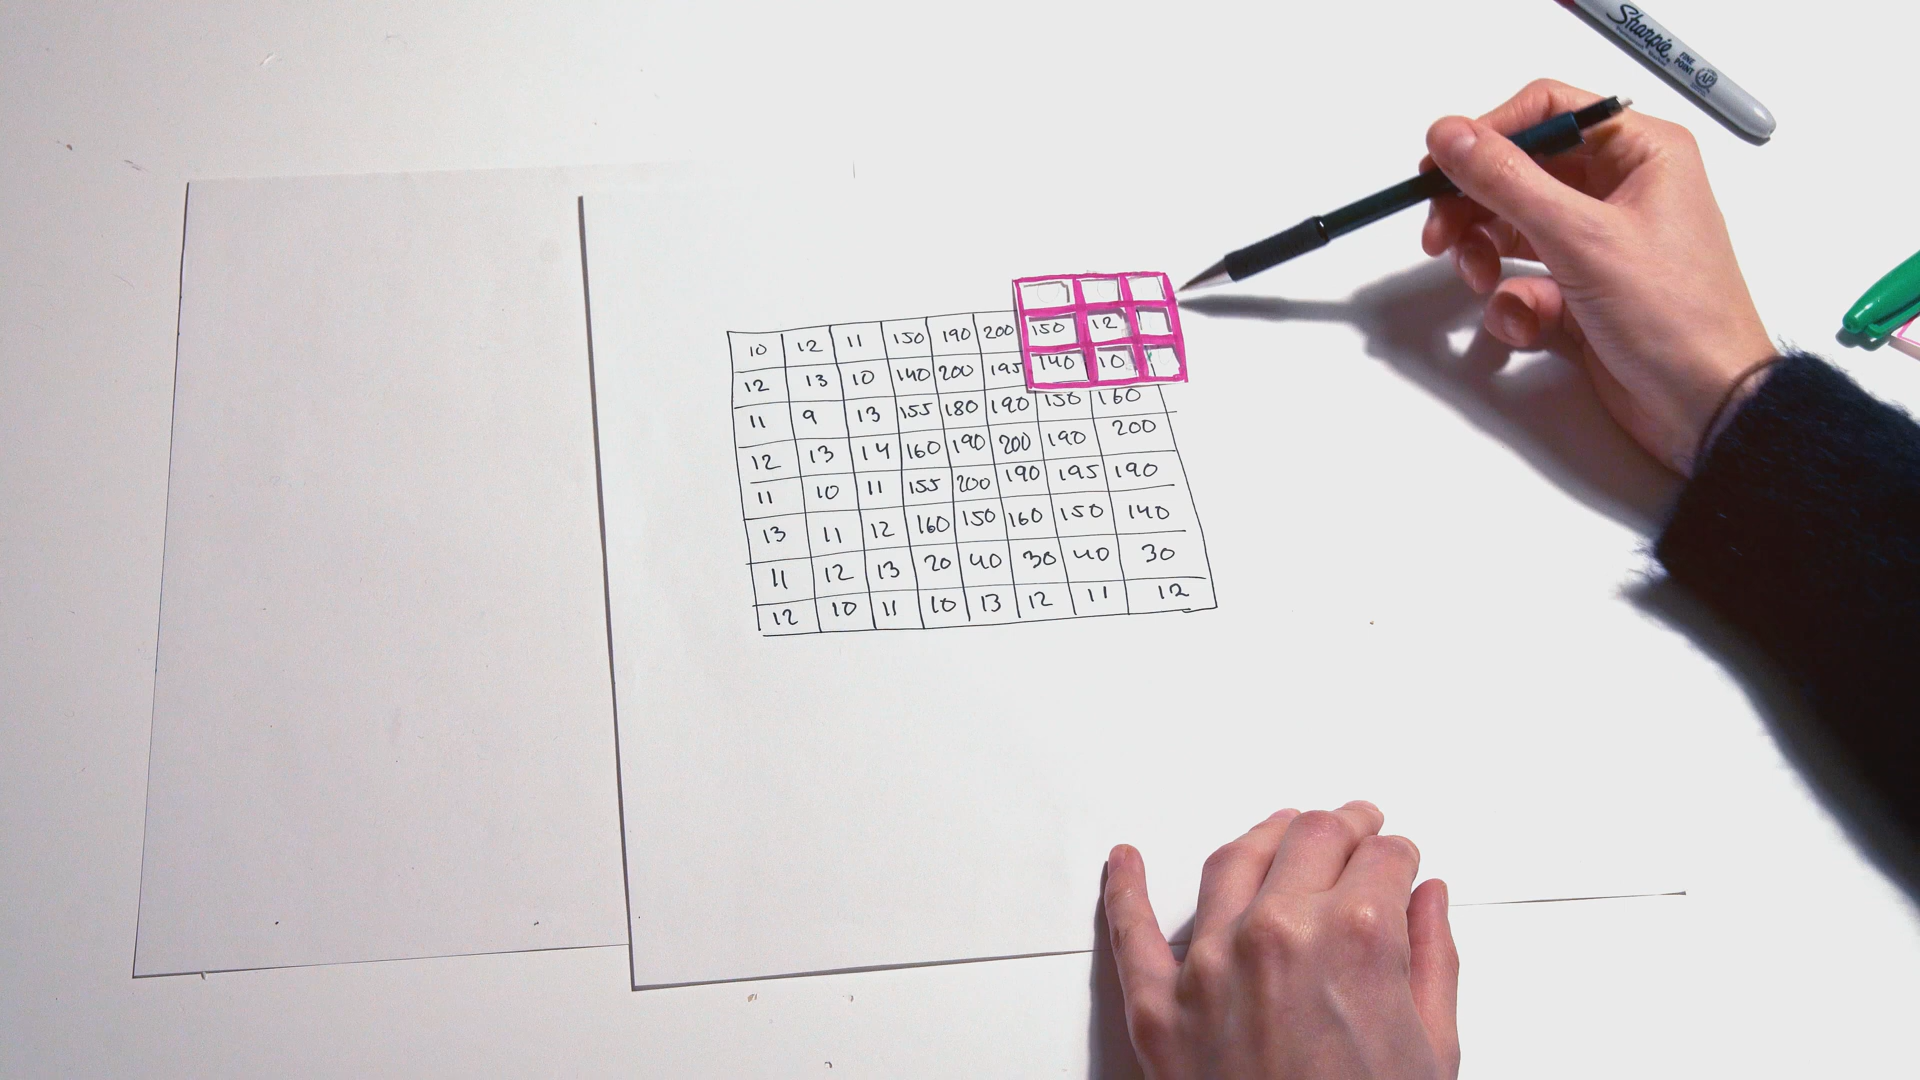 Sharpie.
FINE
POINT
AP
10 12 11 150 190 200 150 12
12 13 10 140 200 195 140 10
11 9 13 155 180 190 150 160
12 13 14 160 190 200 190 200
11 10 11 155 200 190 195 190
13 11 12 160 150 160 150 140
11 12 13 20 40 30 40 30
12 10 11 10 13 12 11 12